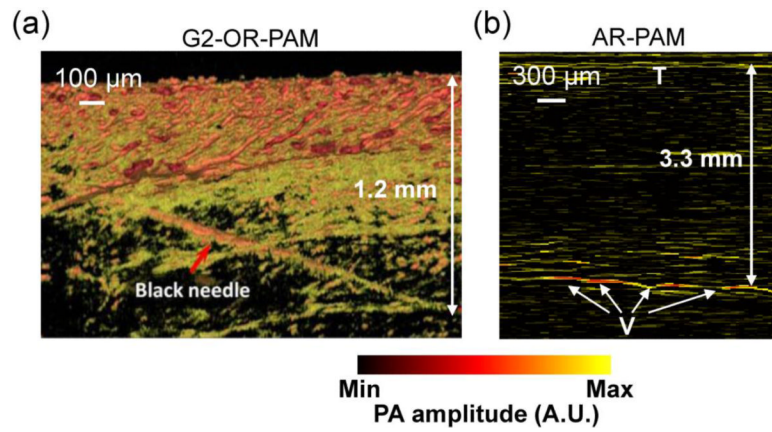 (a)
G2-OR-PAM
100 μm
1.2 mm
Black needle
(b)
AR-PAM
300 μm
T
3.3 mm
V
Min
Max
PA amplitude (A.U.)